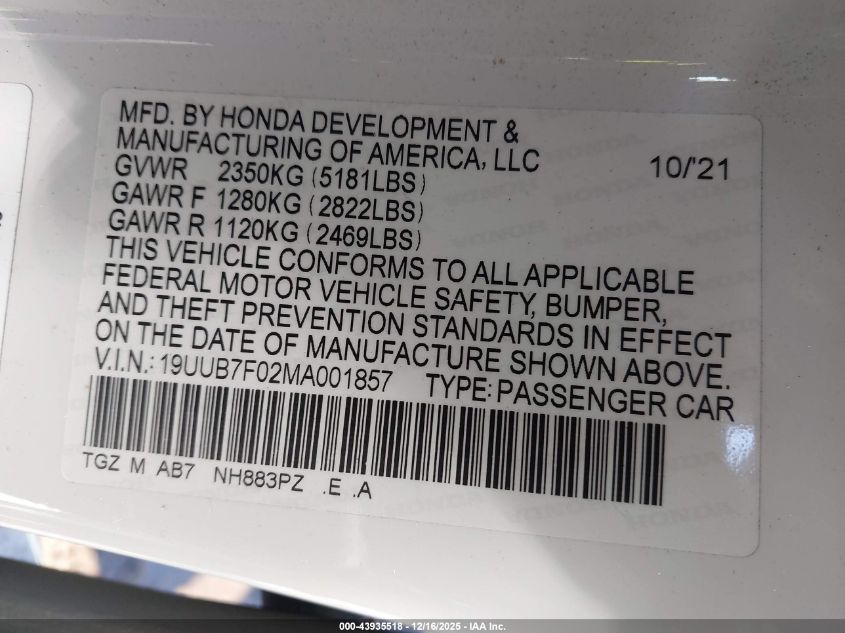 MFD. BY HONDA DEVELOPMENT &
MANUFACTURING OF AMERICA, LLC 10/'21
GVWR 2350KG (5181LBS)
GAWR F 1280KG (2822LBS)
GAWR R 1120KG (2469LBS)
THIS VEHICLE CONFORMS TO ALL APPLICABLE
FEDERAL MOTOR VEHICLE SAFETY, BUMPER,
AND THEFT PREVENTION STANDARDS IN EFFECT
ON THE DATE OF MANUFACTURE SHOWN ABOVE.
V.I.N.: 19UUB7F02MA001857 TYPE: PASSENGER CAR
TGZ M AB7 NH883PZ .E .A
000-43935518 - 12/16/2025 - IAA Inc.